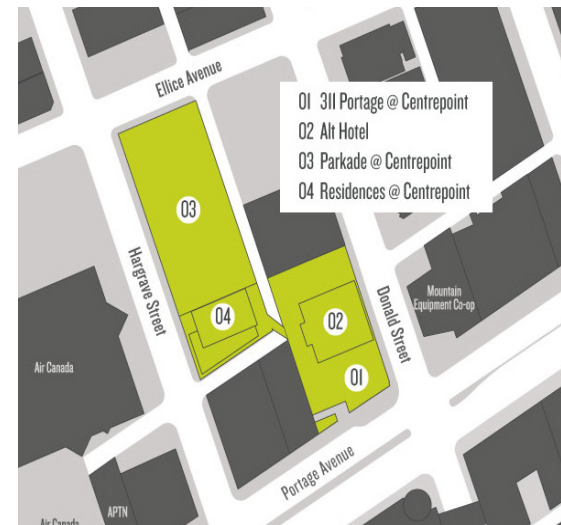 Ellice Avenue
01 311 Portage @ Centrepoint
02 Alt Hotel
03 Parkade @ Centrepoint
04 Residences @ Centrepoint
03
Hargrave Street
Donald Street
Mountain
Equipment Co-op
04
02
Air Canada
01
Portage Avenue
APTN
Air Canada